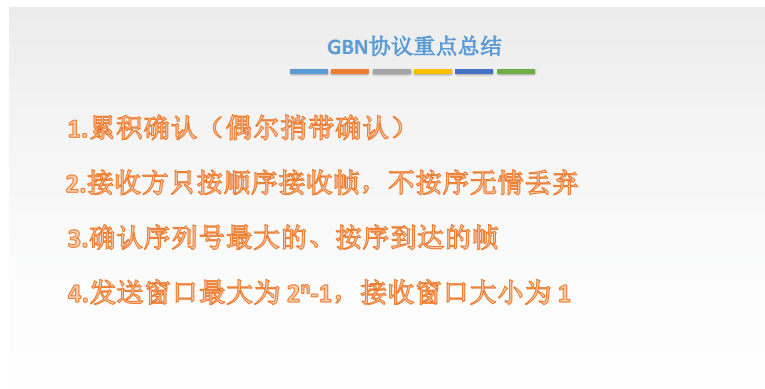 GBN协议重点总结
1.累积确认（偶尔捎带确认）
2.接收方只按顺序接收帧，不按序无情丢弃
3.确认序列号最大的、按序到达的帧
4.发送窗口最大为 2ⁿ-1，接收窗口大小为 1